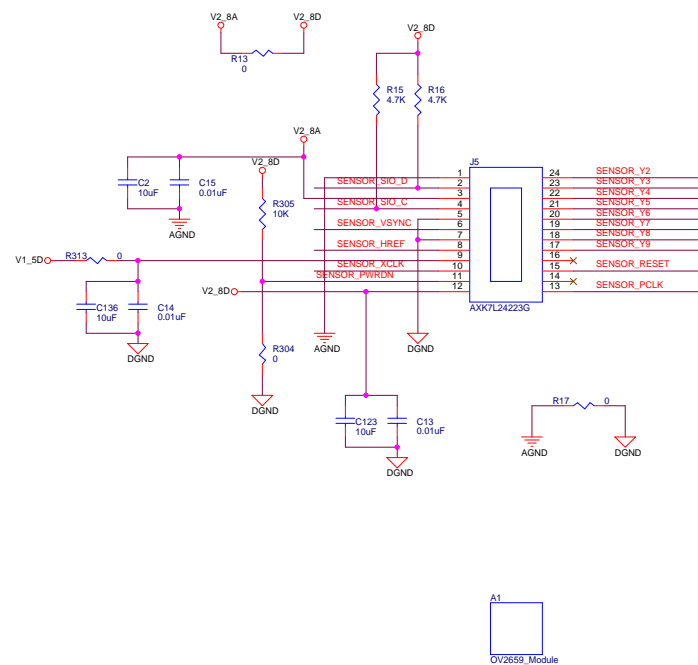 V2_8A
V2_8D
R13
0
V2_8D
R15
4.7K
R16
4.7K
V2_8A
V2_8D
C2
10uF
C15
0.01uF
AGND
R305
10K
J5
SENSOR_SIO_D
SENSOR_SIO_C
SENSOR_VSYNC
SENSOR_HREF
SENSOR_XCLK
SENSOR_PWRDN
1
2
3
4
5
6
7
8
9
10
11
12
24
23
22
21
20
19
18
17
16
15
14
13
SENSOR_Y2
SENSOR_Y3
SENSOR_Y4
SENSOR_Y5
SENSOR_Y6
SENSOR_Y7
SENSOR_Y8
SENSOR_Y9
SENSOR_RESET
SENSOR_PCLK
AXK7L24223G
V1_5D
R313
0
V2_8D
C136
10uF
C14
0.01uF
DGND
R304
0
DGND
AGND
DGND
C123
10uF
C13
0.01uF
DGND
R17
0
AGND
DGND
A1
OV2659_Module